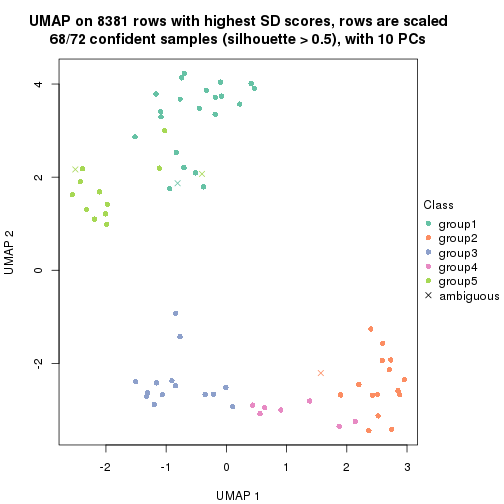 UMAP on 8381 rows with highest SD scores, rows are scaled
68/72 confident samples (silhouette > 0.5), with 10 PCs
4
2
0
-2
UMAP 2
-2
-1
0
1
2
3
UMAP 1
Class
group1
group2
group3
group4
group5
ambiguous